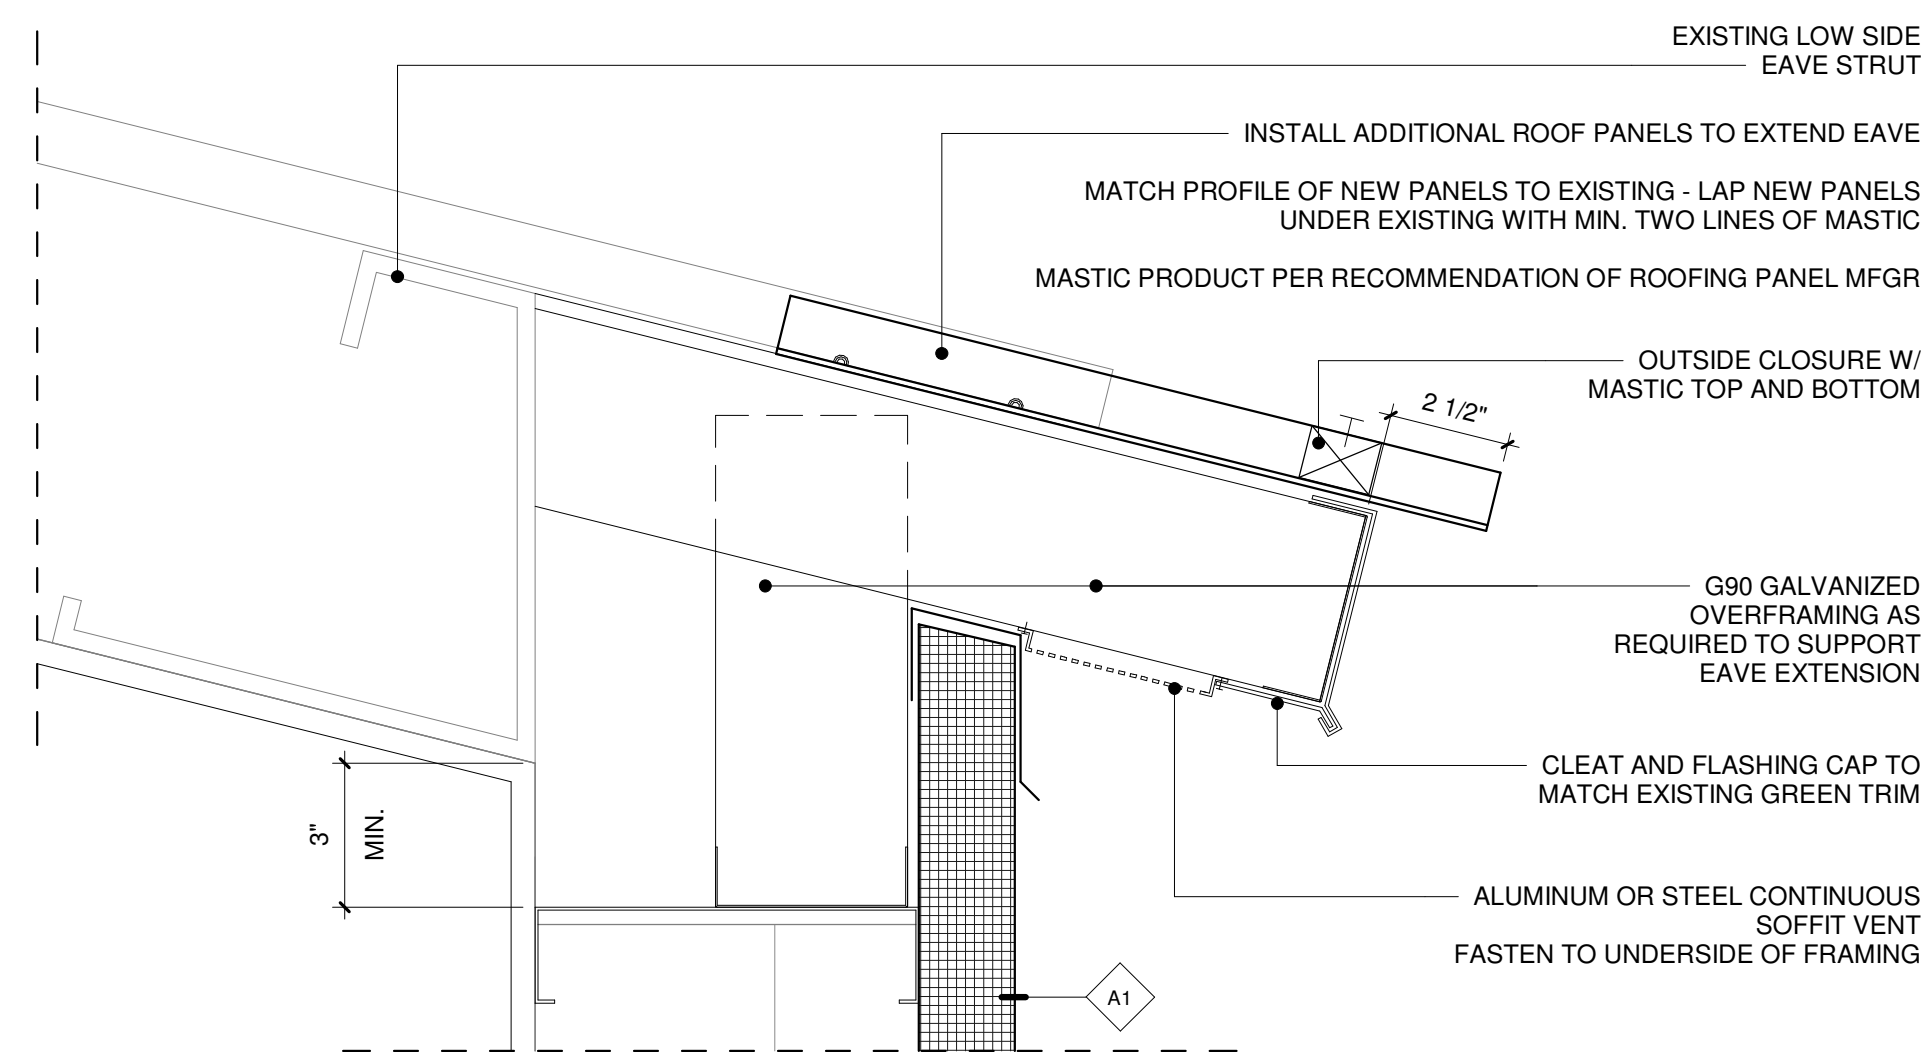 EXISTING LOW SIDE
EAVE STRUT
INSTALL ADDITIONAL ROOF PANELS TO EXTEND EAVE
MATCH PROFILE OF NEW PANELS TO EXISTING - LAP NEW PANELS
UNDER EXISTING WITH MIN. TWO LINES OF MASTIC
MASTIC PRODUCT PER RECOMMENDATION OF ROOFING PANEL MFGR
OUTSIDE CLOSURE W/
MASTIC TOP AND BOTTOM
2 1/2"
G90 GALVANIZED
OVERFRAMING AS
REQUIRED TO SUPPORT
EAVE EXTENSION
CLEAT AND FLASHING CAP TO
MATCH EXISTING GREEN TRIM
3"
MIN.
ALUMINUM OR STEEL CONTINUOUS
SOFFIT VENT
FASTEN TO UNDERSIDE OF FRAMING
A1